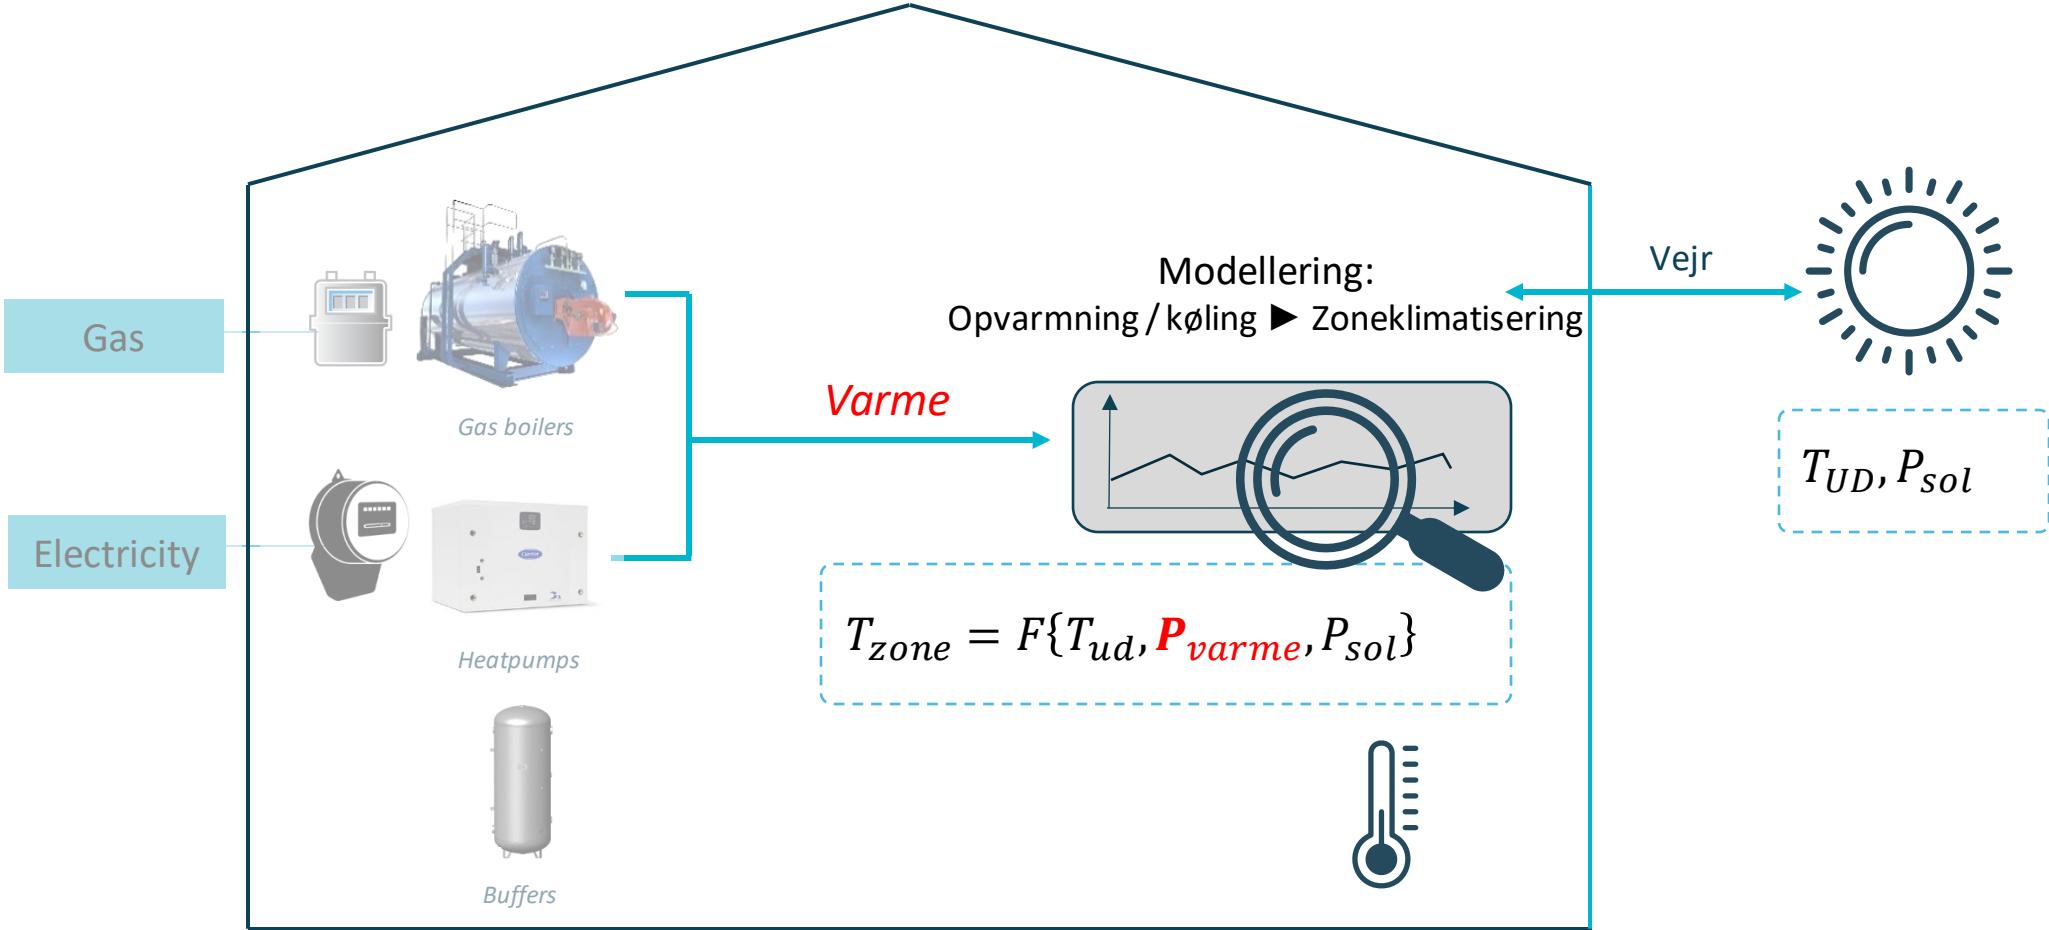 Gas
Electricity
Gas boilers
Heatpumps
Buffers
Varme
Modellering:
Opvarmning / køling ► Zoneklimatisering
T_zone = F{T_ud, P_varme, P_sol}
Vejr
T_UD, P_sol